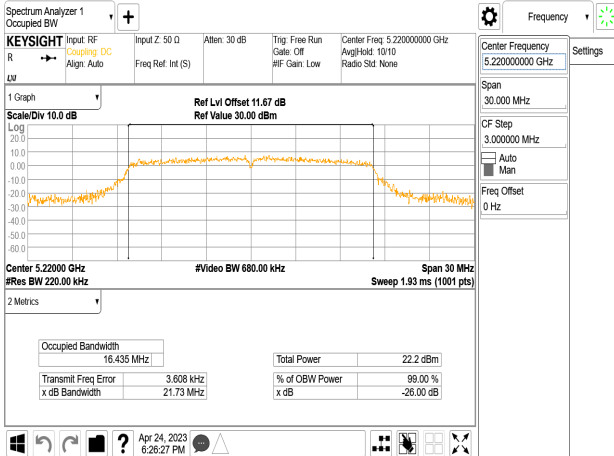 Spectrum Analyzer 1
Occupied BW
Frequency
KEYSIGHT
R
Input: RF
Coupling: DC
Align: Auto
Input Z: 50 Ω
Freq Ref: Int (S)
Atten: 30 dB
Trig: Free Run
Gate: Off
#IF Gain: Low
Center Freq: 5.220000000 GHz
Avg|Hold: 10/10
Radio Std: None
Center Frequency
5.220000000 GHz
Settings
Span
30.000 MHz
CF Step
3.000000 MHz
Auto
Man
Freq Offset
0 Hz
1 Graph
Scale/Div 10.0 dB
Ref Lvl Offset 11.67 dB
Ref Value 30.00 dBm
Log
20.0
10.0
0.00
-10.0
-20.0
-30.0
-40.0
-50.0
-60.0
Center 5.22000 GHz
#Video BW 680.00 kHz
Span 30 MHz
#Res BW 220.00 kHz
Sweep 1.93 ms (1001 pts)
2 Metrics
Occupied Bandwidth
16.435 MHz
Total Power 22.2 dBm
Transmit Freq Error 3.608 kHz
% of OBW Power 99.00 %
x dB Bandwidth 21.73 MHz
x dB -26.00 dB
?
Apr 24, 2023
6:26:27 PM